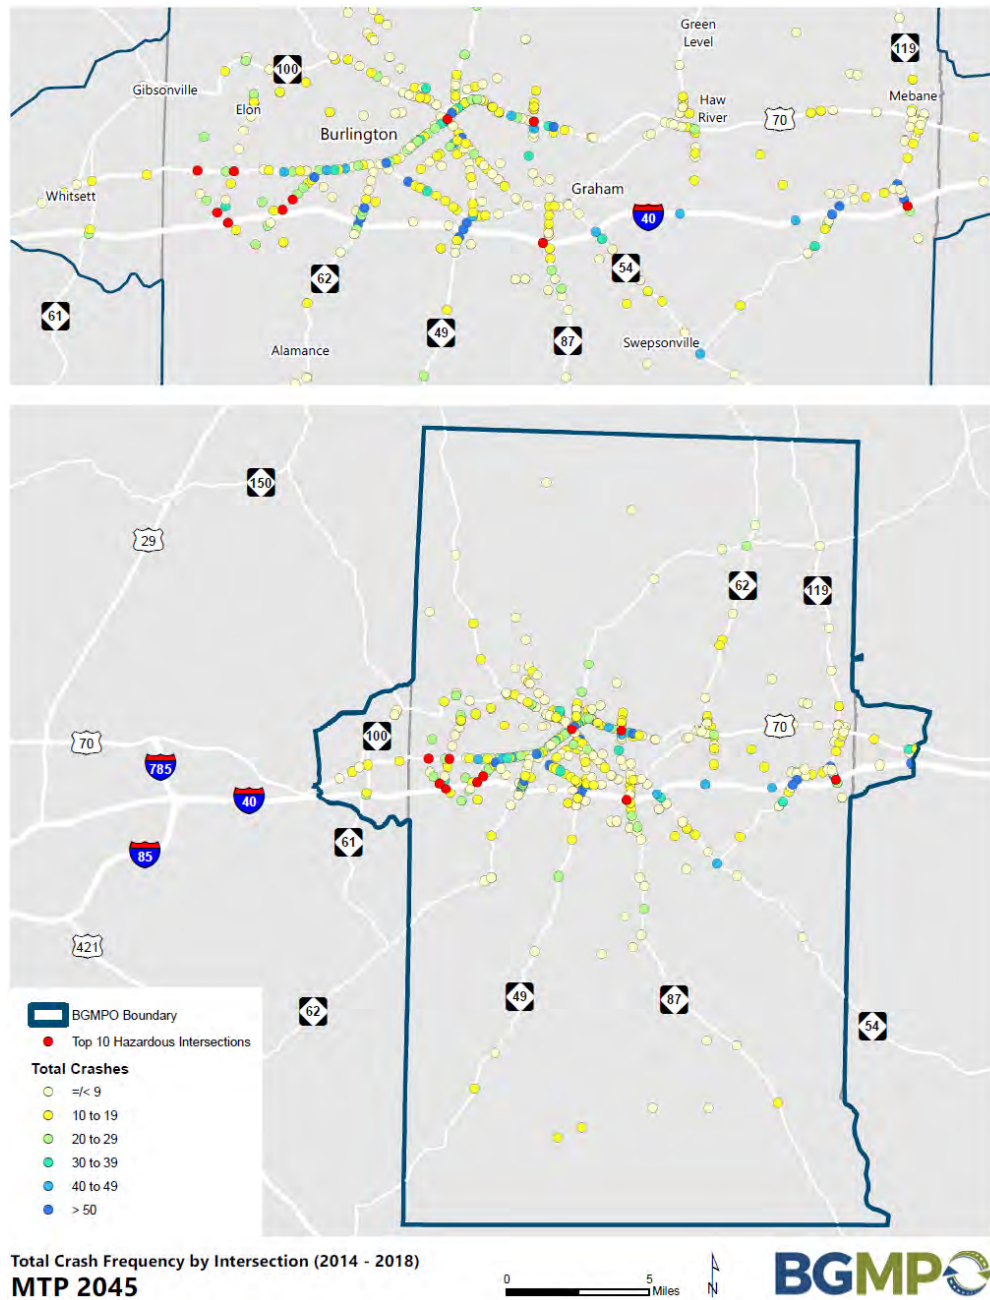 Green
Level
119
100
Gibsonville
Mebane
Elon
Haw
River
70
Burlington
Whitsett
Graham
40
62
54
61
49
87
Swepsonville
Alamance
150
29
62
119
100
70
70
785
40
61
85
421
49
87
62
54
BGMPO Boundary
Top 10 Hazardous Intersections
Total Crashes
=/< 9
10 to 19
20 to 29
30 to 39
40 to 49
> 50
Total Crash Frequency by Intersection (2014 - 2018)
MTP 2045
0 5
Miles
N
BGMPO